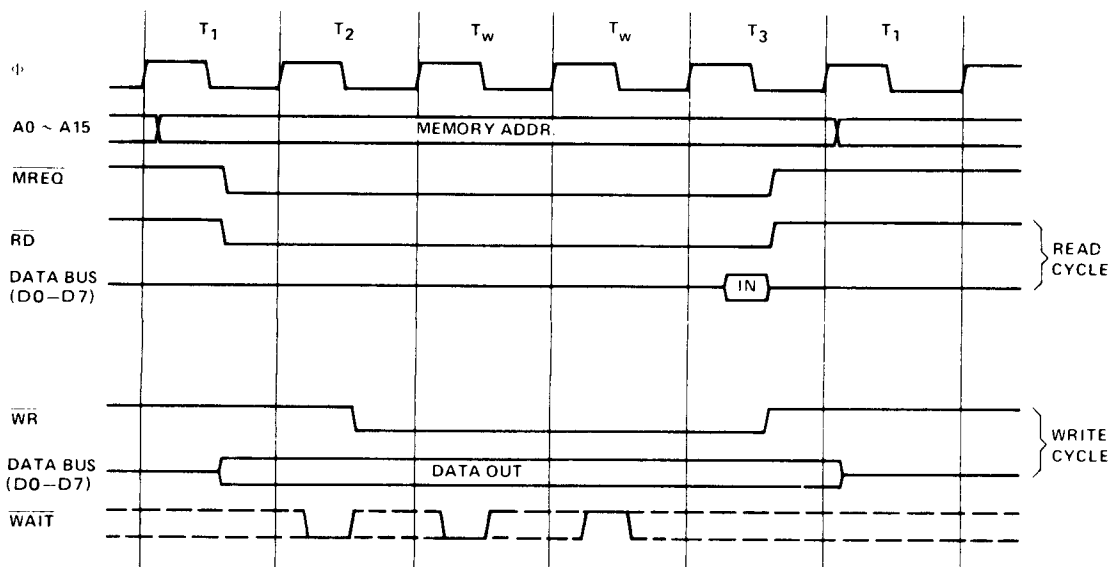 T1 T2 Tw Tw T3 T1
Φ
A0 ~ A15
MEMORY ADDR.
MREQ
RD
READ
CYCLE
DATA BUS
(D0–D7)
IN
WR
WRITE
CYCLE
DATA BUS
(D0–D7)
DATA OUT
WAIT